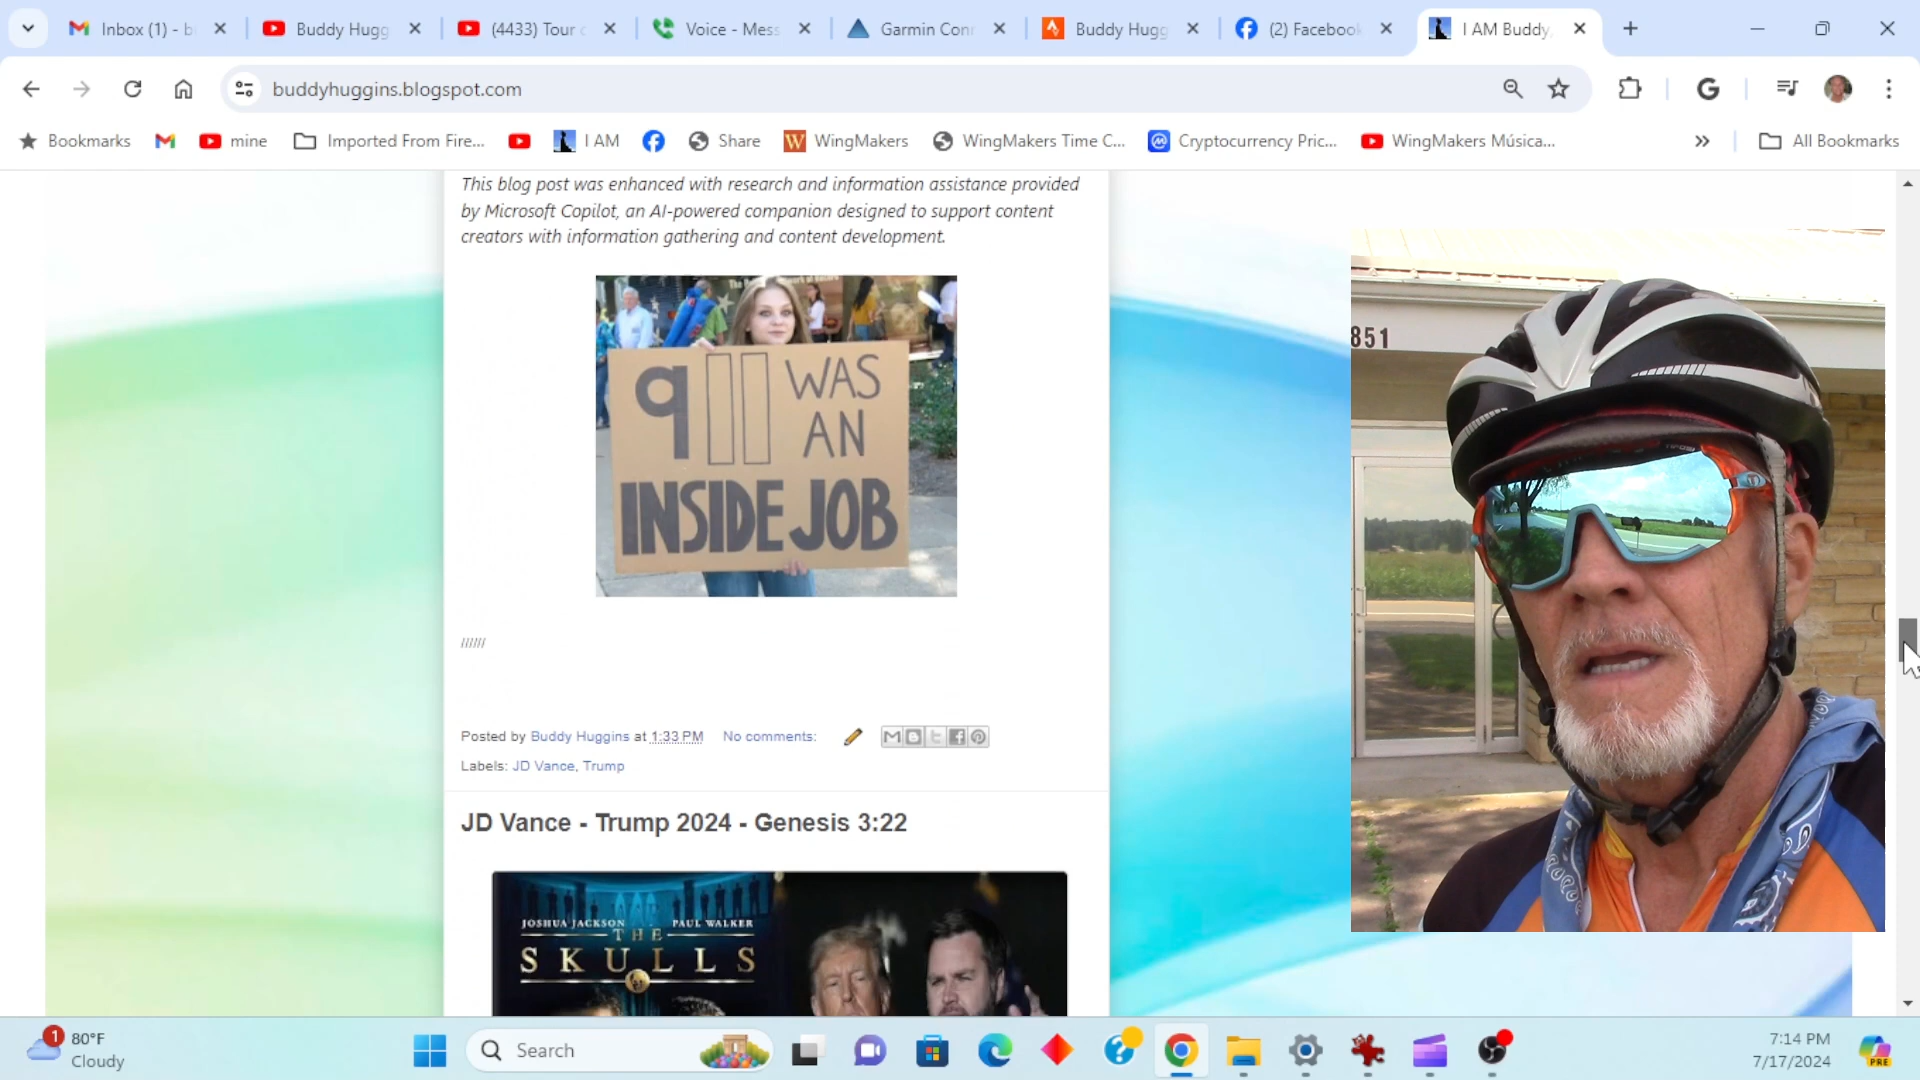 Inbox (1) - b
Buddy Hugg
(4433) Tour
Voice - Mess
Garmin Con
Buddy Hugg
(2) Facebook
I AM Buddy,
buddyhuggins.blogspot.com
Bookmarks
mine
Imported From Fire...
I AM
Share
WingMakers
WingMakers Time C...
Cryptocurrency Pric...
WingMakers Música...
All Bookmarks
This blog post was enhanced with research and information assistance provided
by Microsoft Copilot, an AI-powered companion designed to support content
creators with information gathering and content development.
911 WAS
AN
INSIDE JOB
851
//////
Posted by Buddy Huggins at 1:33 PM No comments:
Labels: JD Vance, Trump
JD Vance - Trump 2024 - Genesis 3:22
JOSHUA JACKSON PAUL WALKER
THE
SKULLS
1
80°F
Cloudy
Search
7:14 PM
7/17/2024
PRE